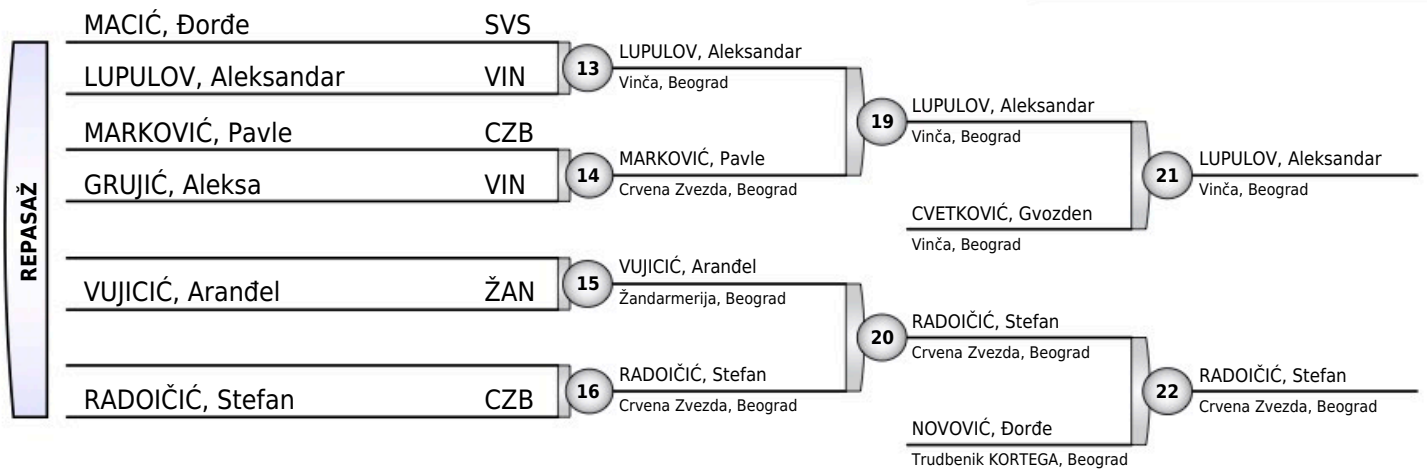 REPASAŽ
MACIĆ, Đorđe SVS
LUPULOV, Aleksandar VIN
MARKOVIĆ, Pavle CZB
GRUJIĆ, Aleksa VIN
VUJICIĆ, Aranđel ŽAN
RADOIČIĆ, Stefan CZB
13
LUPULOV, Aleksandar
Vinča, Beograd
14
MARKOVIĆ, Pavle
Crvena Zvezda, Beograd
15
VUJICIĆ, Aranđel
Žandarmerija, Beograd
16
RADOIČIĆ, Stefan
Crvena Zvezda, Beograd
19
LUPULOV, Aleksandar
Vinča, Beograd
CVETKOVIĆ, Gvozden
Vinča, Beograd
20
RADOIČIĆ, Stefan
Crvena Zvezda, Beograd
NOVOVIĆ, Đorđe
Trudbenik KORTEGA, Beograd
21
LUPULOV, Aleksandar
Vinča, Beograd
22
RADOIČIĆ, Stefan
Crvena Zvezda, Beograd